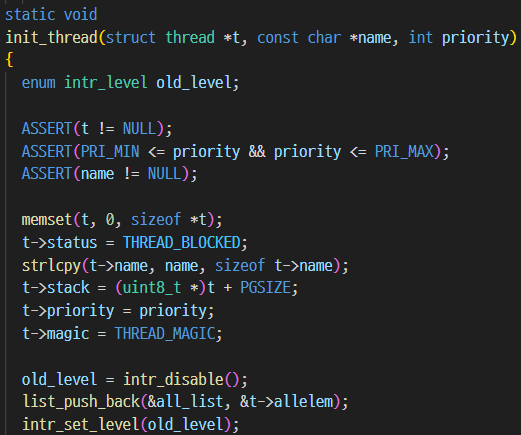 static void
init_thread(struct thread *t, const char *name, int priority)
{
  enum intr_level old_level;

  ASSERT(t != NULL);
  ASSERT(PRI_MIN <= priority && priority <= PRI_MAX);
  ASSERT(name != NULL);

  memset(t, 0, sizeof *t);
  t->status = THREAD_BLOCKED;
  strlcpy(t->name, name, sizeof t->name);
  t->stack = (uint8_t *)t + PGSIZE;
  t->priority = priority;
  t->magic = THREAD_MAGIC;

  old_level = intr_disable();
  list_push_back(&all_list, &t->allelem);
  intr_set_level(old_level);